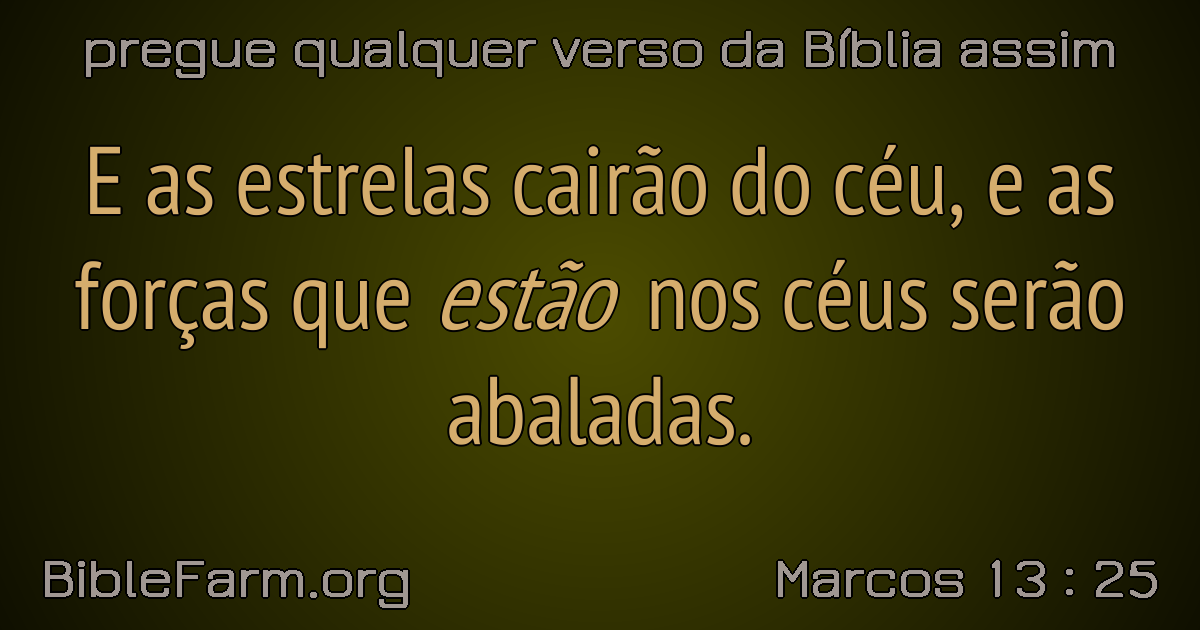 pregue qualquer verso da Bíblia assim
E as estrelas cairão do céu, e as
forças que estão nos céus serão
abaladas.
BibleFarm.org
Marcos 13 : 25